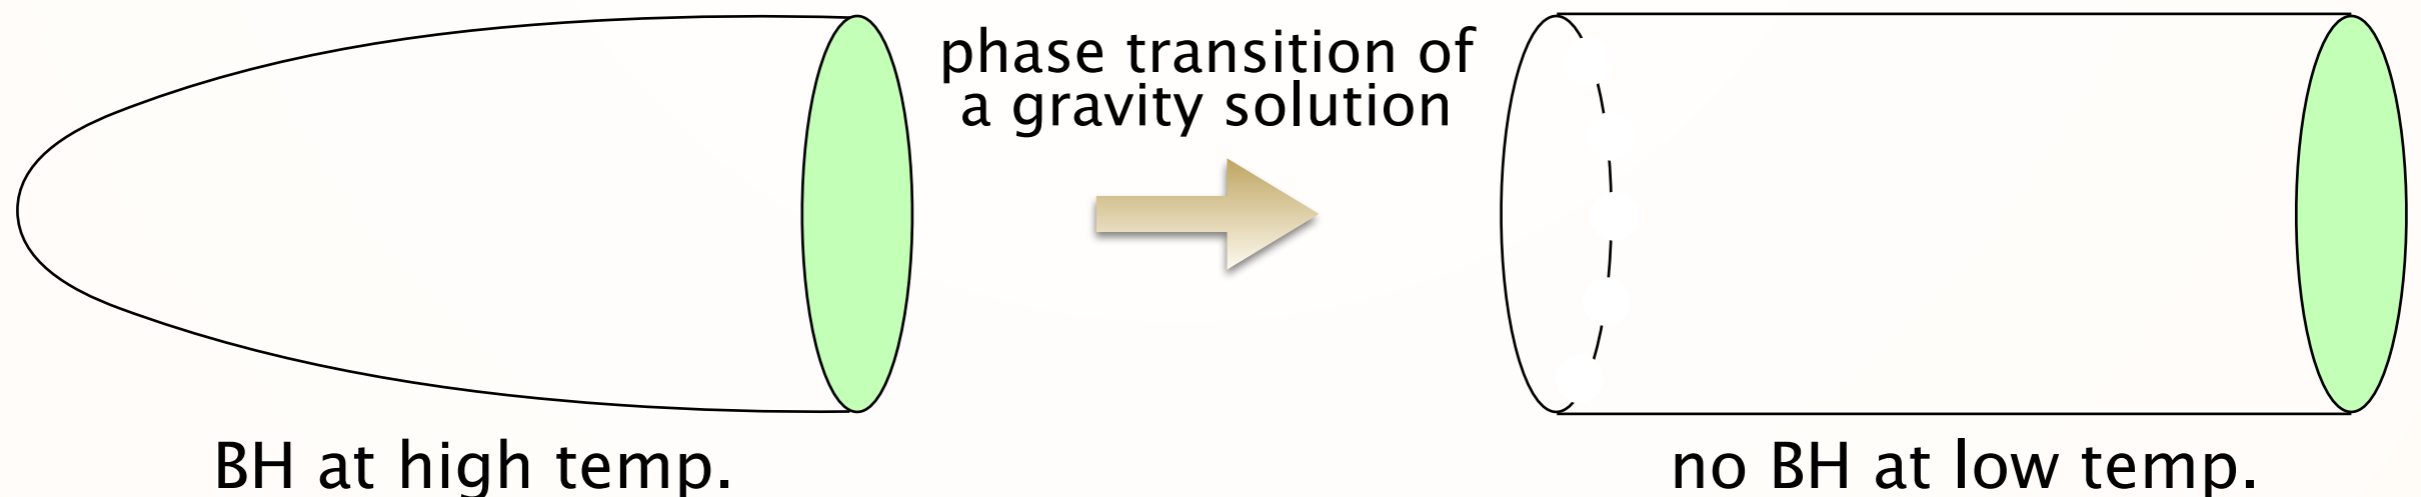 phase transition of
a gravity solution
BH at high temp.
no BH at low temp.